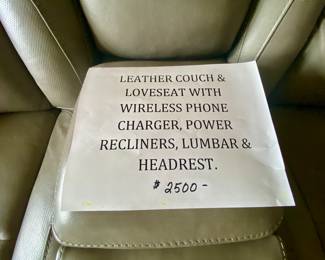 LEATHER COUCH &
LOVESEAT WITH
WIRELESS PHONE
CHARGER, POWER
RECLINERS, LUMBAR &
HEADREST.
$ 2500-